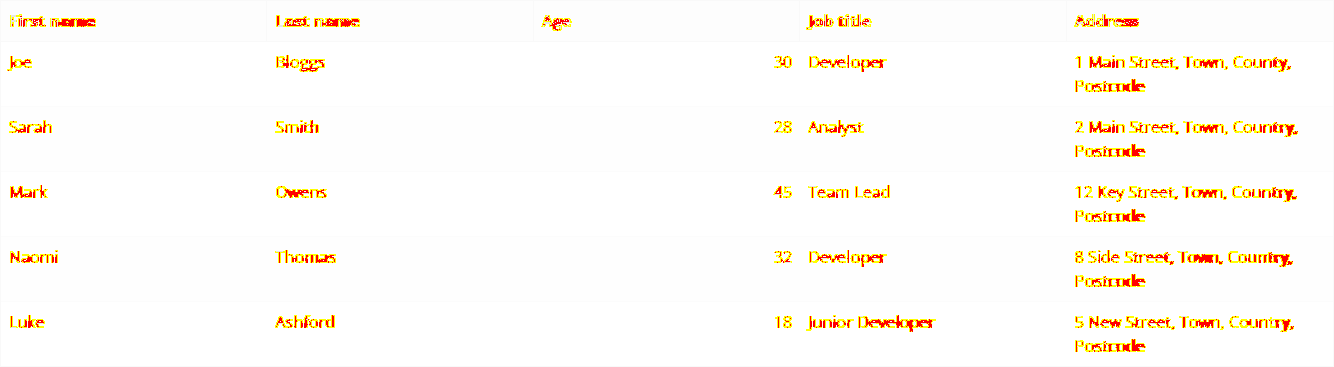 First name Last name Age Job title Address
Joe Bloggs 30 Developer 1 Main Street, Town, County,
Postcode
Sarah Smith 28 Analyst 2 Main Street, Town, Country,
Postcode
Mark Owens 45 Team Lead 12 Key Street, Town, Country,
Postcode
Naomi Thomas 32 Developer 8 Side Street, Town, Country,
Postcode
Luke Ashford 18 Junior Developer 5 New Street, Town, Country,
Postcode